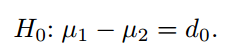 H₀: μ₁ − μ₂ = d₀.